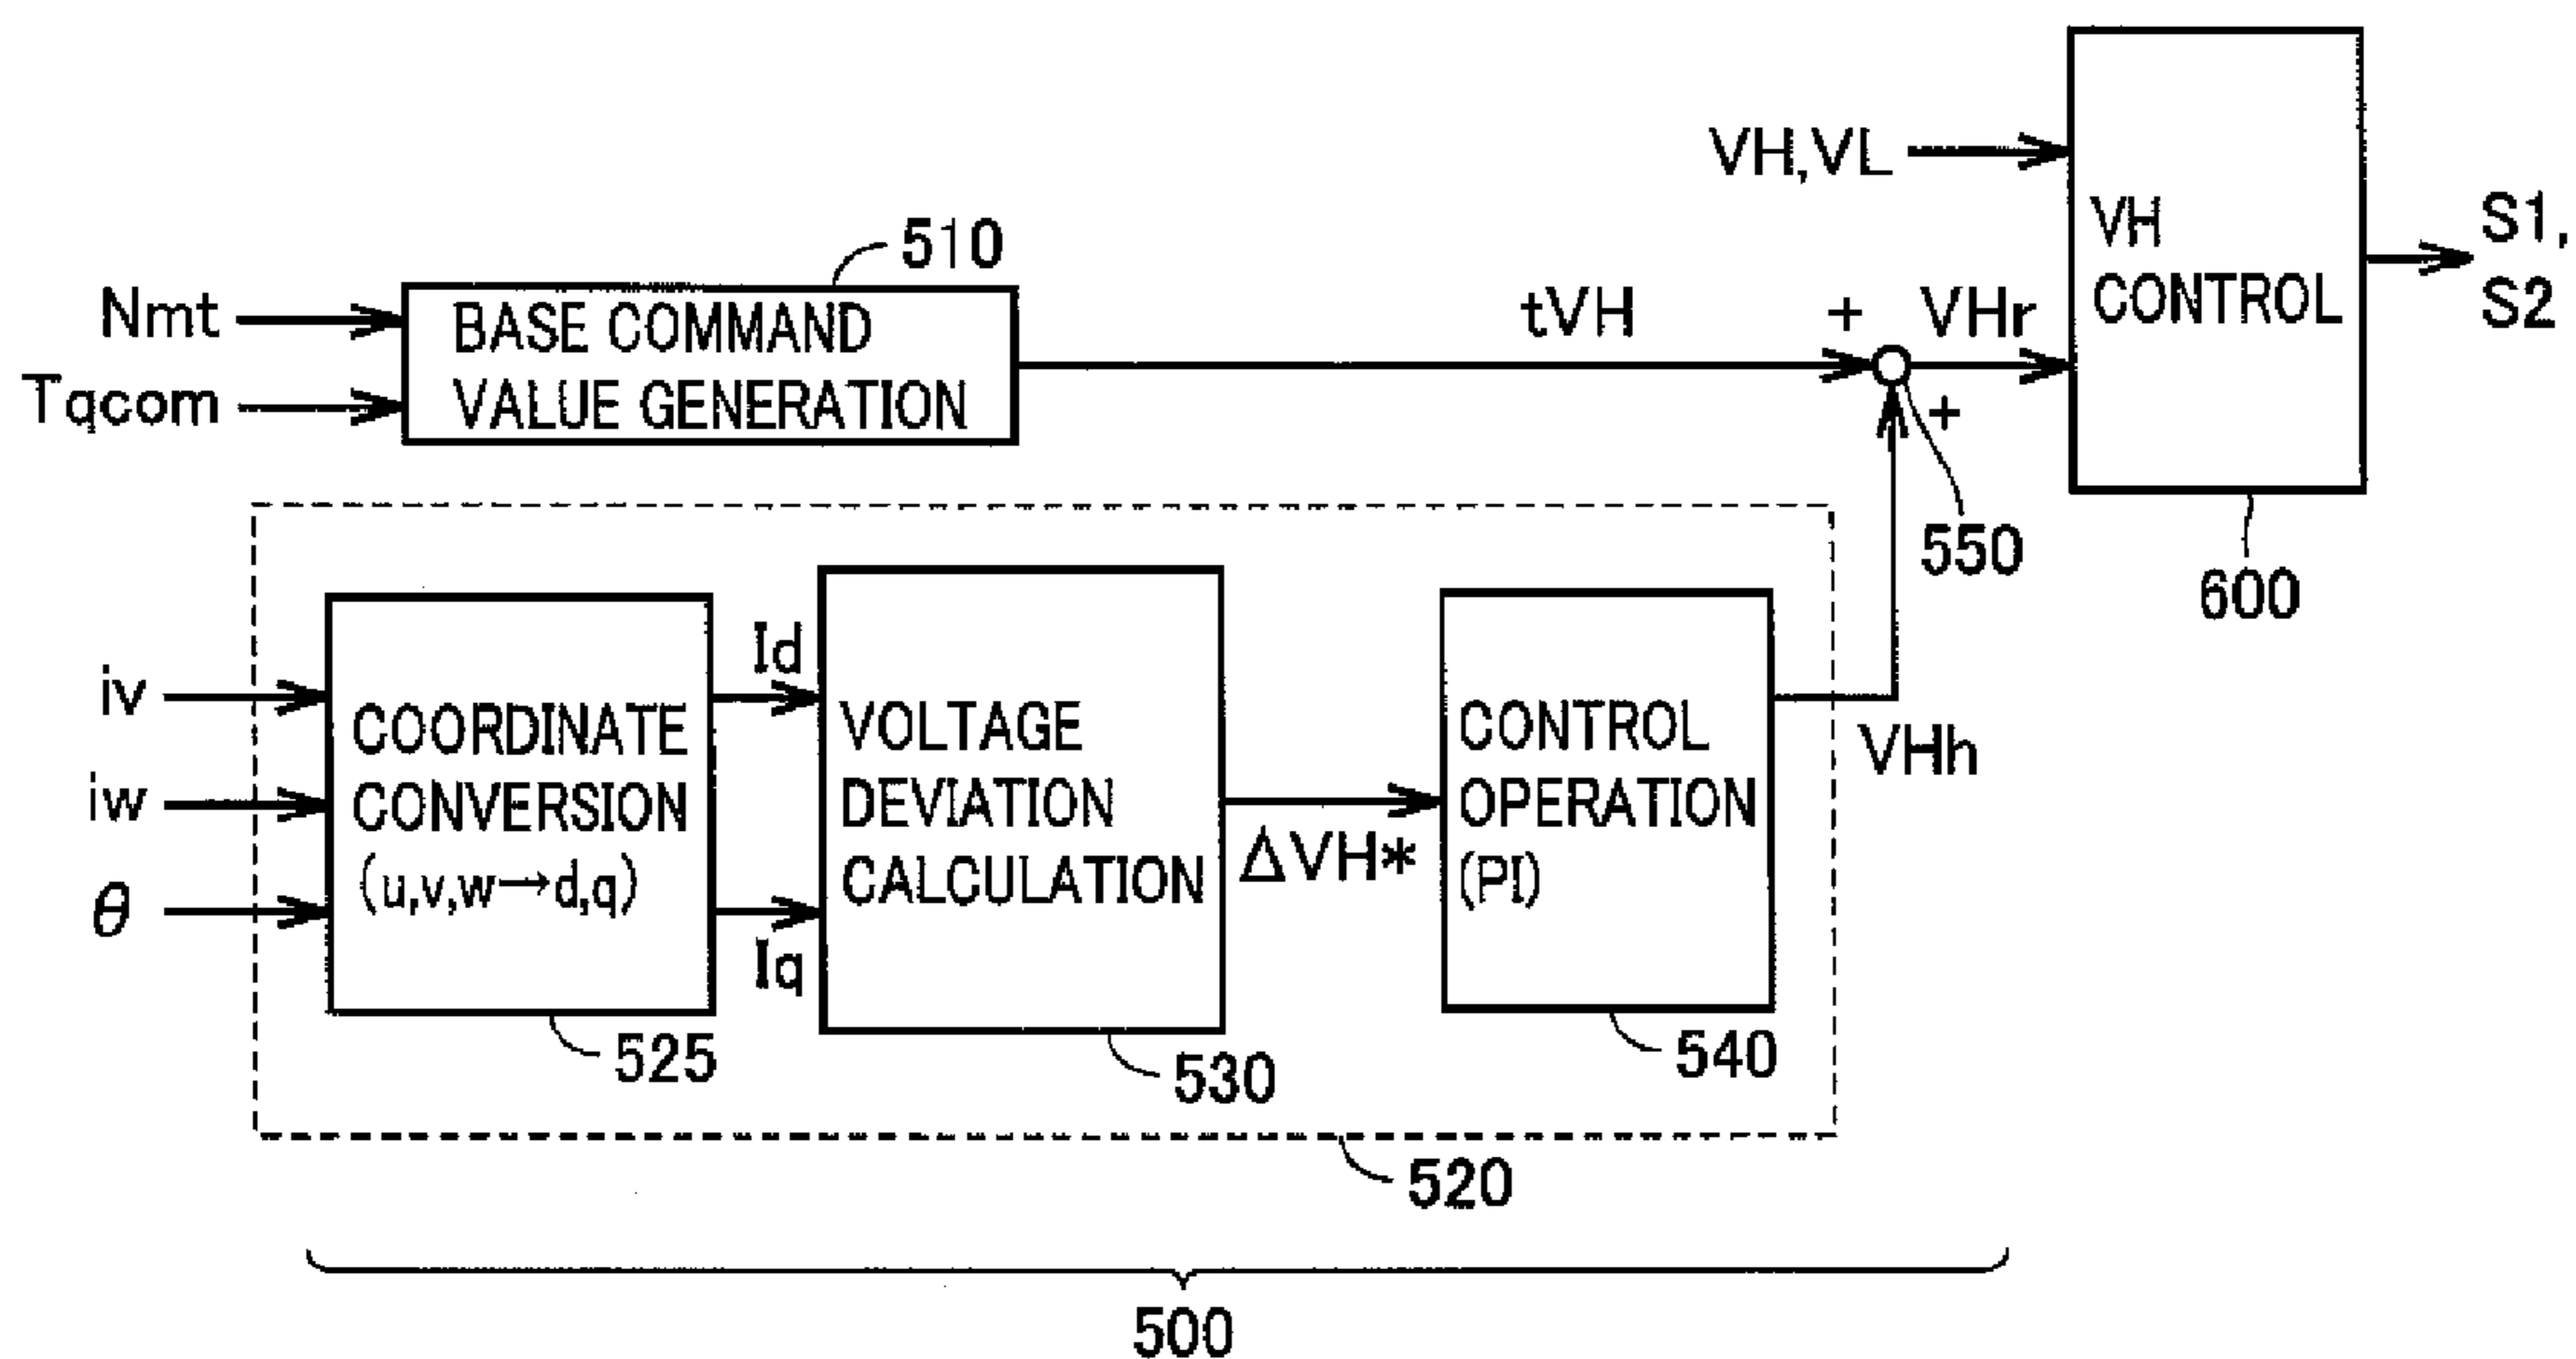 VH,VL
VH
CONTROL
S1,
S2
600
510
Nmt
Tqcom
BASE COMMAND
VALUE GENERATION
tVH
+
VHr
+
550
iv
iw
θ
COORDINATE
CONVERSION
(u,v,w→d,q)
525
Id
Iq
VOLTAGE
DEVIATION
CALCULATION
530
ΔVH*
CONTROL
OPERATION
(PI)
540
VHh
520
500